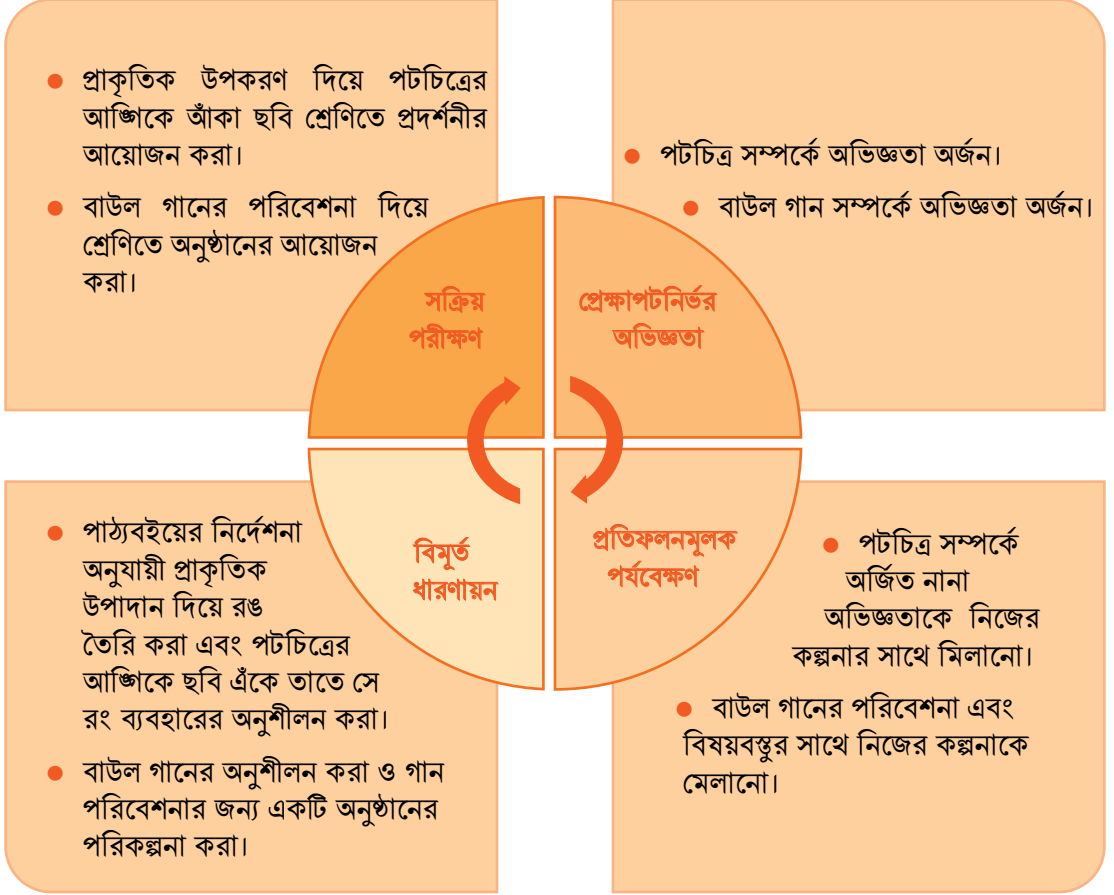 ● প্রাকৃতিক উপকরণ দিয়ে পটচিত্রের
আঙ্গিকে আঁকা ছবি শ্রেণিতে প্রদর্শনীর
আয়োজন করা।
● বাউল গানের পরিবেশনা দিয়ে
শ্রেণিতে অনুষ্ঠানের আয়োজন
করা।
● পটচিত্র সম্পর্কে অভিজ্ঞতা অর্জন।
● বাউল গান সম্পর্কে অভিজ্ঞতা অর্জন।
সক্রিয়
পরীক্ষণ
প্রেক্ষাপটনির্ভর
অভিজ্ঞতা
বিমূর্ত
ধারণায়ন
প্রতিফলনমূলক
পর্যবেক্ষণ
● পাঠ্যবইয়ের নির্দেশনা
অনুযায়ী প্রাকৃতিক
উপাদান দিয়ে রঙ
তৈরি করা এবং পটচিত্রের
আঙ্গিকে ছবি এঁকে তাতে সে
রং ব্যবহারের অনুশীলন করা।
● বাউল গানের অনুশীলন করা ও গান
পরিবেশনার জন্য একটি অনুষ্ঠানের
পরিকল্পনা করা।
● পটচিত্র সম্পর্কে
অর্জিত নানা
অভিজ্ঞতাকে নিজের
কল্পনার সাথে মিলানো।
● বাউল গানের পরিবেশনা এবং
বিষয়বস্তুর সাথে নিজের কল্পনাকে
মেলানো।